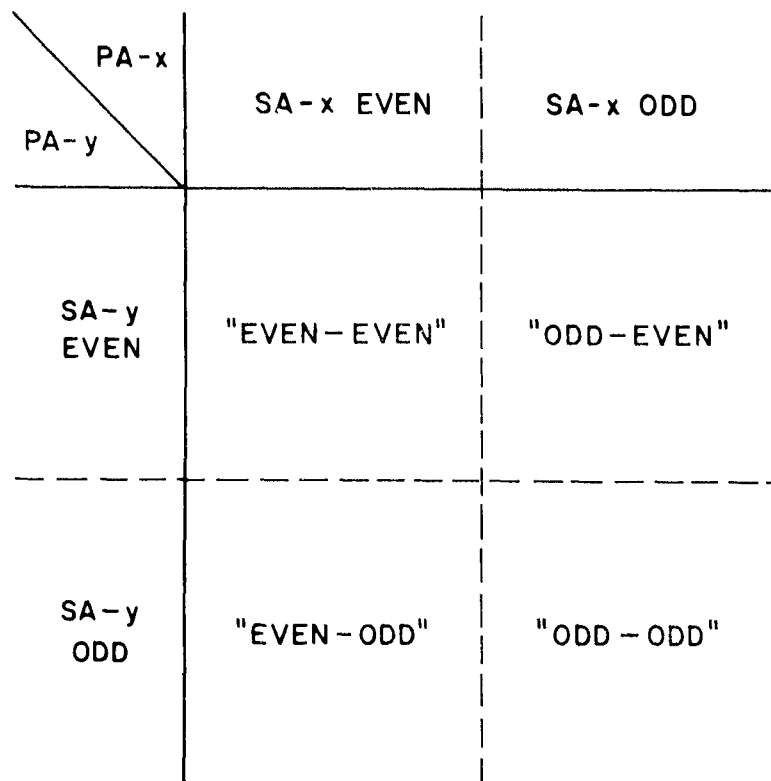 PA-x
PA-y
SA-x EVEN
SA-x ODD
SA-y
EVEN
"EVEN-EVEN"
"ODD-EVEN"
SA-y
ODD
"EVEN-ODD"
"ODD-ODD"